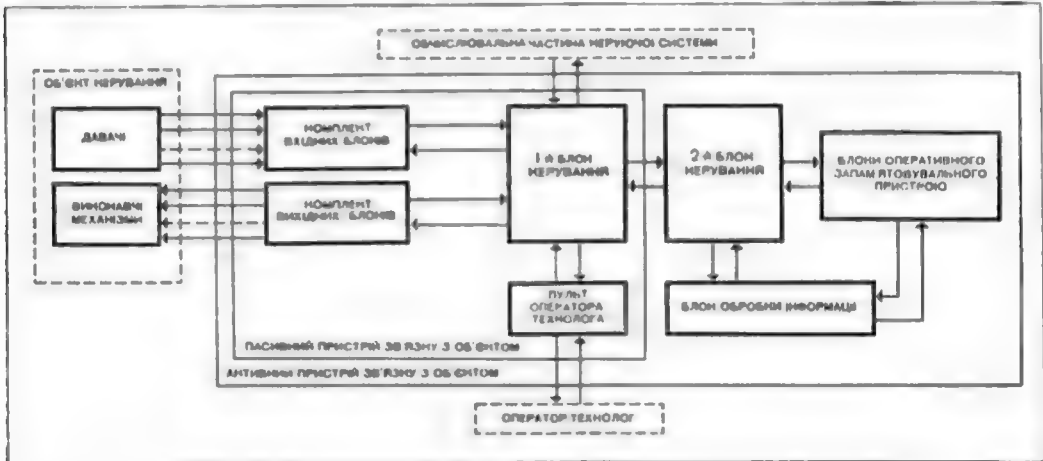 ОБЧИСЛЮВАЛЬНА ЧАСТИНА КЕРУЮЧОЇ СИСТЕМИ
ОБ'ЄКТ КЕРУВАННЯ
ДАВАЧІ
КОМПЛЕКТ
ВХІДНИХ БЛОКІВ
1-й БЛОК
КЕРУВАННЯ
2-й БЛОК
КЕРУВАННЯ
БЛОКИ ОПЕРАТИВНОГО
ЗАПАМ'ЯТОВУВАЛЬНОГО
ПРИСТРОЮ
ВИКОНАВЧІ
МЕХАНІЗМИ
КОМПЛЕКТ
ВИХІДНИХ БЛОКІВ
ПУЛЬТ
ОПЕРАТОРА
ТЕХНОЛОГА
БЛОК ОБРОБКИ ІНФОРМАЦІЇ
ПАСИВНИЙ ПРИСТРІЙ ЗВ'ЯЗКУ З ОБ'ЄКТОМ
АКТИВНИЙ ПРИСТРІЙ ЗВ'ЯЗКУ З ОБ'ЄКТОМ
ОПЕРАТОР ТЕХНОЛОГ